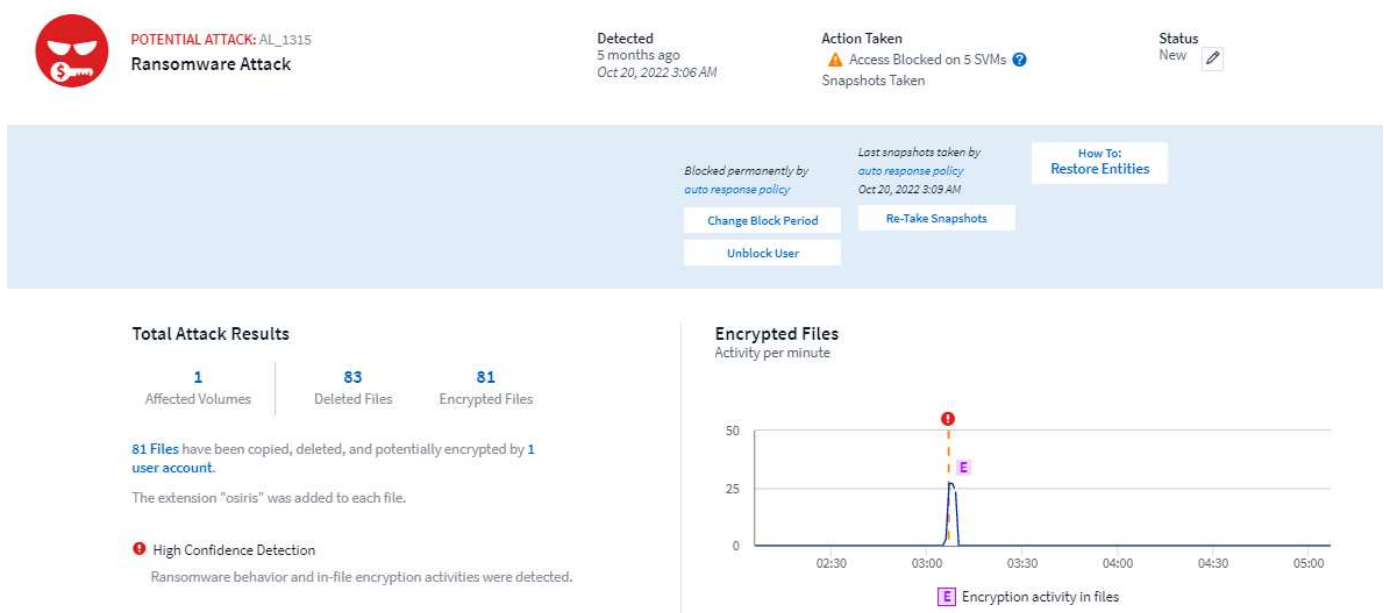 POTENTIAL ATTACK: AL_1315
Ransomware Attack
Detected
5 months ago
Oct 20, 2022 3:06 AM
Action Taken
Access Blocked on 5 SVMs
Snapshots Taken
Status
New
Blocked permanently by
auto response policy
Change Block Period
Unblock User
Last snapshots taken by
auto response policy
Oct 20, 2022 3:09 AM
Re-Take Snapshots
How To:
Restore Entities
Total Attack Results
1
Affected Volumes
83
Deleted Files
81
Encrypted Files
81 Files have been copied, deleted, and potentially encrypted by 1
user account.
The extension "osiris" was added to each file.
High Confidence Detection
Ransomware behavior and in-file encryption activities were detected.
Encrypted Files
Activity per minute
50
25
0
E
02:30 03:00 03:30 04:00 04:30 05:00
E Encryption activity in files